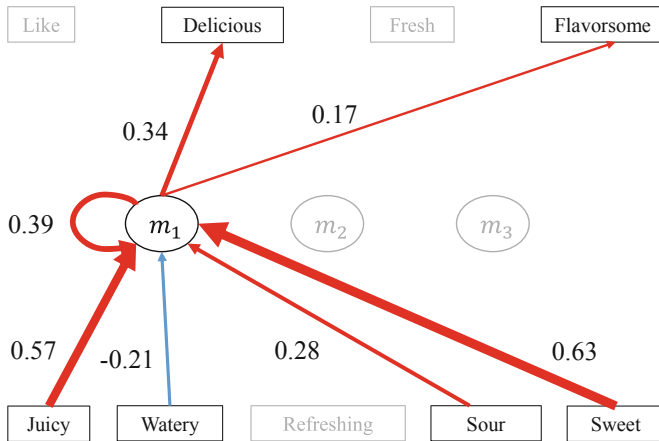 Like
Delicious
Fresh
Flavorsome
0.34
0.17
0.39
m1
m2
m3
0.57
-0.21
0.28
0.63
Juicy
Watery
Refreshing
Sour
Sweet